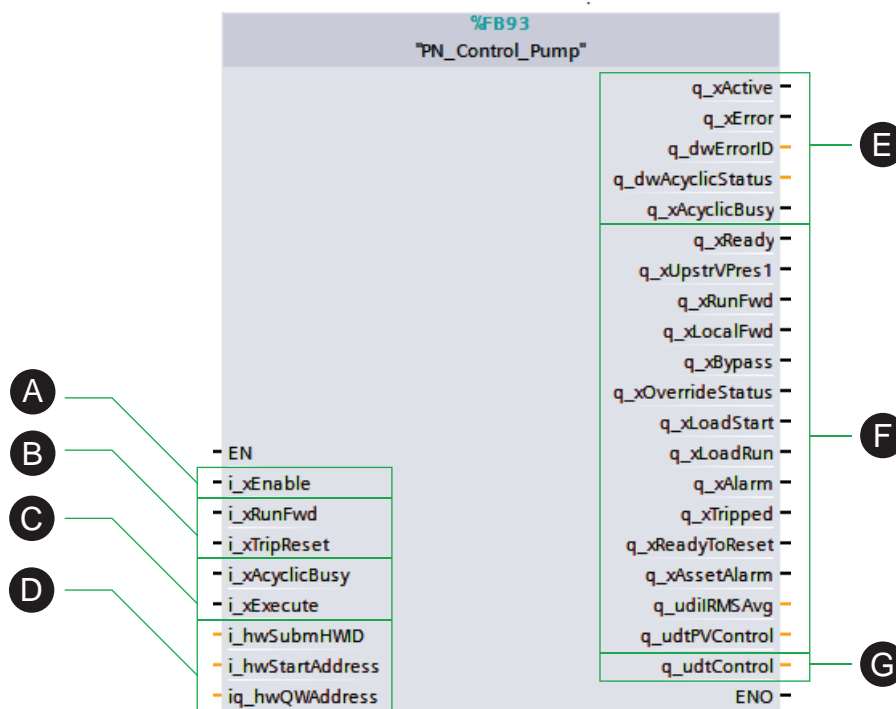 %FB93
"PN_Control_Pump"
q_xActive
q_xError
q_dwErrorID
q_dwAcyclicStatus
q_xAcyclicBusy
E
q_xReady
q_xUpstrVPres1
q_xRunFwd
q_xLocalFwd
q_xBypass
q_xOverrideStatus
q_xLoadStart
q_xLoadRun
q_xAlarm
q_xTripped
q_xReadyToReset
q_xAssetAlarm
q_udiIRMSAvg
q_udtPVControl
F
q_udtControl
G
ENO
A
B
C
D
EN
i_xEnable
i_xRunFwd
i_xTripReset
i_xAcyclicBusy
i_xExecute
i_hwSubmHWID
i_hwStartAddress
iq_hwQWAddress